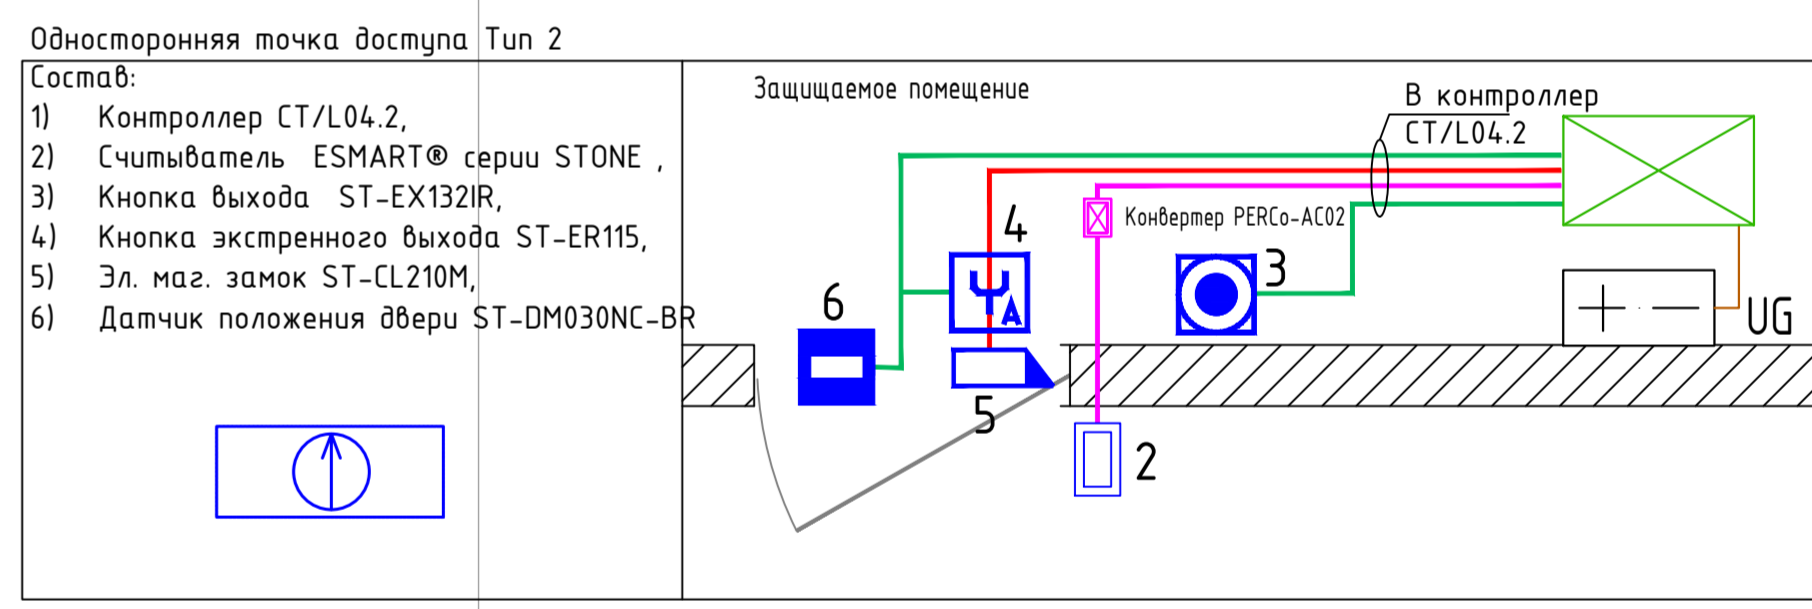 Односторонняя точка доступа Тип 2
Состав:
1) Контроллер CT/L04.2,
2) Считыватель ESMART® серии STONE ,
3) Кнопка выхода ST-EX132IR,
4) Кнопка экстренного выхода ST-ER115,
5) Эл. маг. замок ST-CL210M,
6) Датчик положения двери ST-DM030NC-BR
Защищаемое помещение
В контроллер
CT/L04.2
4
Конвертер PERCo-AC02
3
6
A
+ · —
UG
5
2